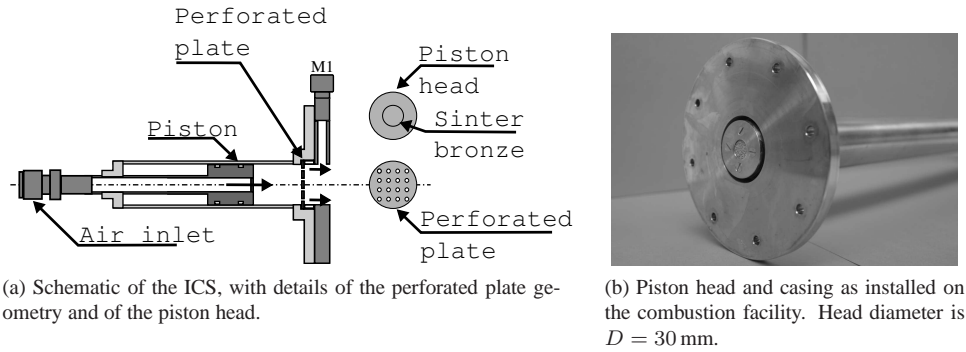 Perforated
plate
M1
Piston
head
Sinter
bronze
Piston
Air inlet
Perforated
plate
(a) Schematic of the ICS, with details of the perforated plate ge-
ometry and of the piston head.
(b) Piston head and casing as installed on
the combustion facility. Head diameter is
D = 30 mm.